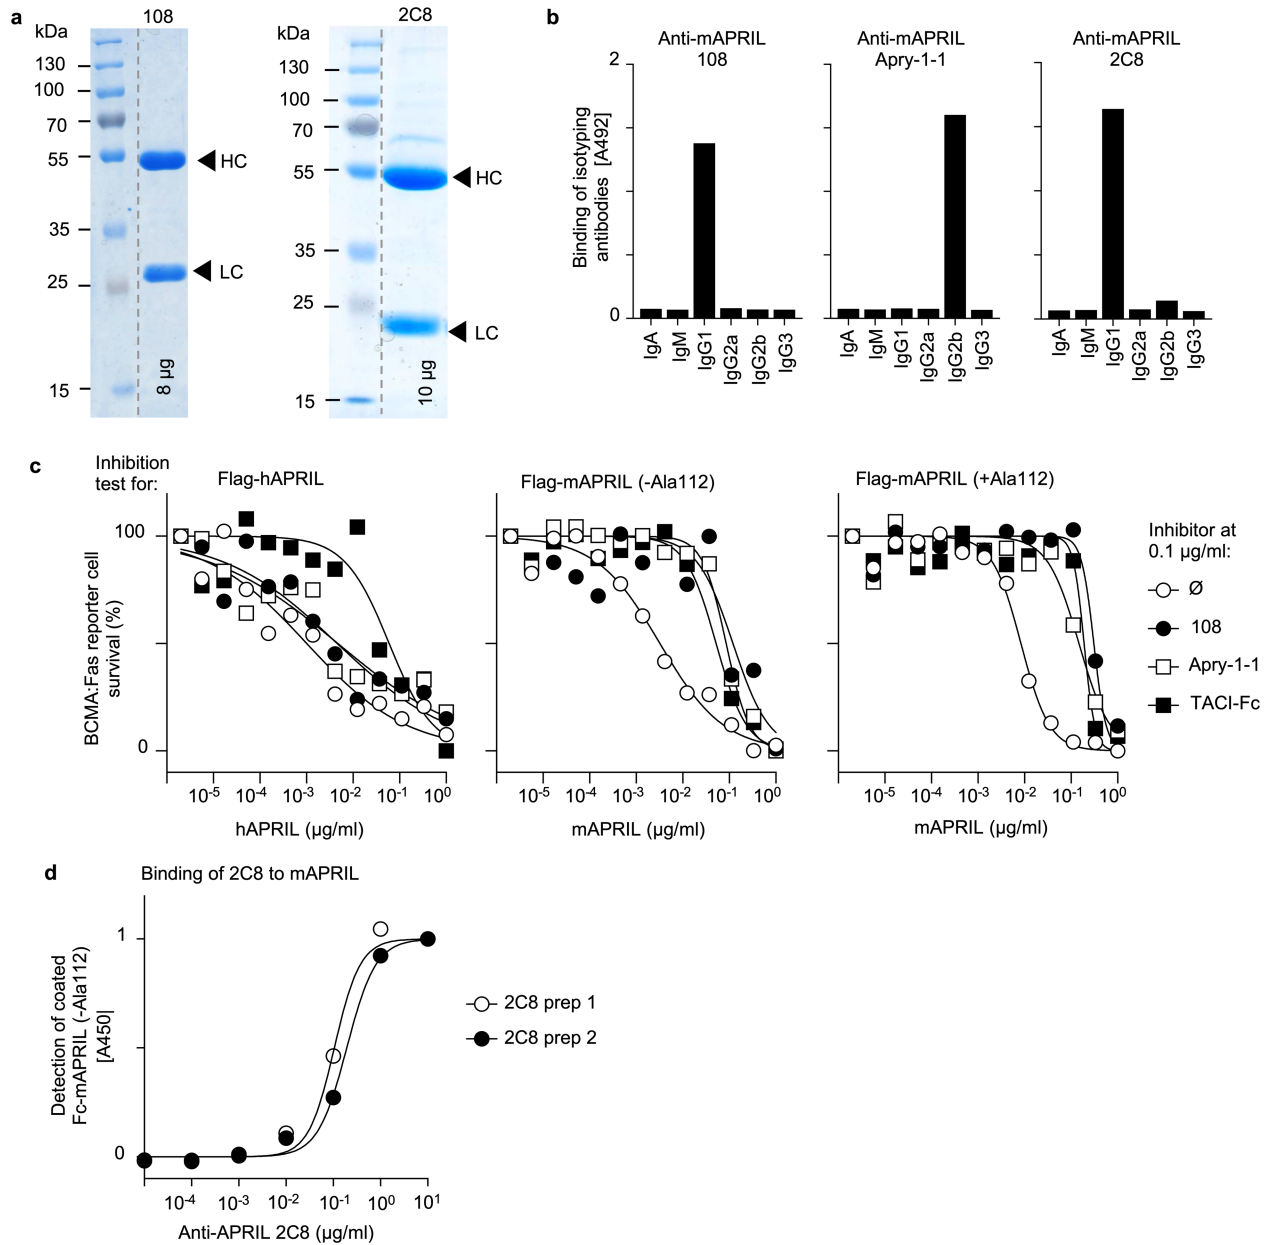 a
108
kDa
130
100
70
55
35
25
15
HC
LC
8 µg
2C8
kDa
130
100
70
55
35
25
15
HC
LC
10 µg
b
Anti-mAPRIL
108
Anti-mAPRIL
Apry-1-1
Anti-mAPRIL
2C8
Binding of isotyping
antibodies [A492]
2
0
IgA
IgM
IgG1
IgG2a
IgG2b
IgG3
IgA
IgM
IgG1
IgG2a
IgG2b
IgG3
IgA
IgM
IgG1
IgG2a
IgG2b
IgG3
c
Inhibition
test for:
Flag-hAPRIL
Flag-mAPRIL (-Ala112)
Flag-mAPRIL (+Ala112)
BCMA:Fas reporter cell
survival (%)
100
0
10-5 10-4 10-3 10-2 10-1 100
hAPRIL (µg/ml)
10-5 10-4 10-3 10-2 10-1 100
mAPRIL (µg/ml)
10-5 10-4 10-3 10-2 10-1 100
mAPRIL (µg/ml)
Inhibitor at
0.1 µg/ml:
Ø
108
Apry-1-1
TACI-Fc
d
Binding of 2C8 to mAPRIL
Detection of coated
Fc-mAPRIL (-Ala112)
[A450]
1
0
10-4 10-3 10-2 10-1 100 101
Anti-APRIL 2C8 (µg/ml)
2C8 prep 1
2C8 prep 2